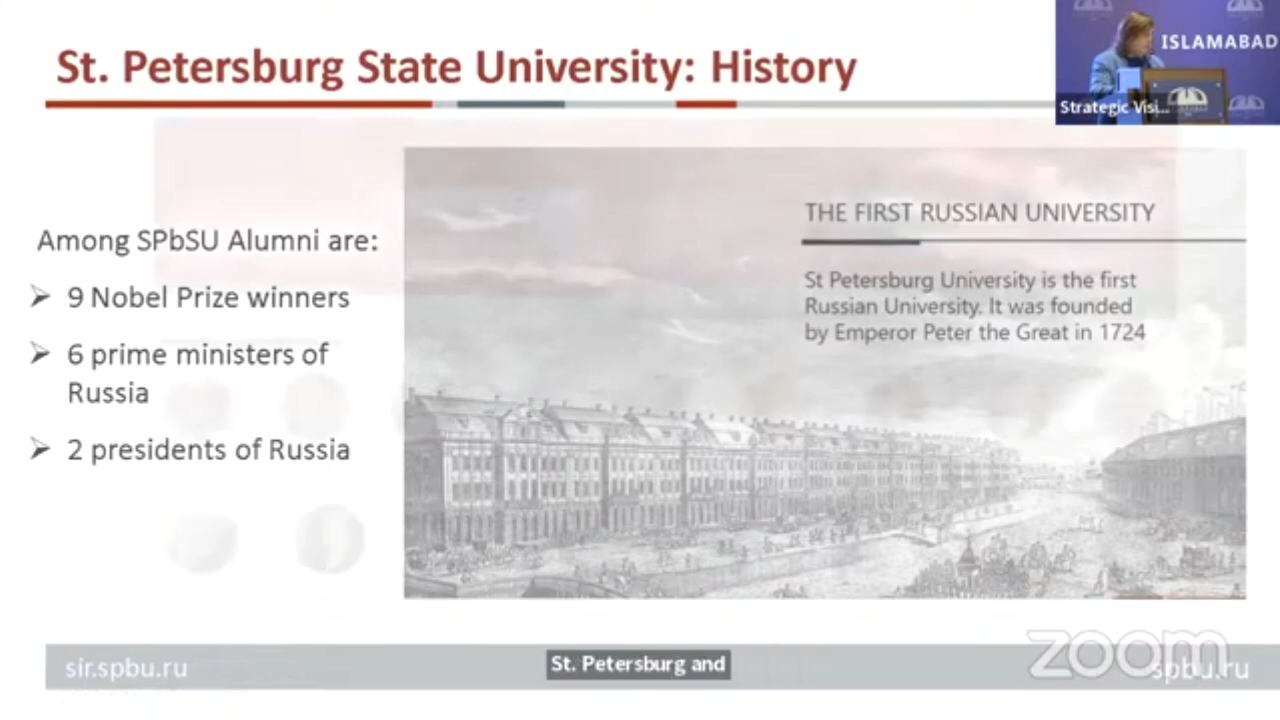 St. Petersburg State University: History
ISLAMABAD
Strategic Visi...
Among SPbSU Alumni are:
➤ 9 Nobel Prize winners
➤ 6 prime ministers of
Russia
➤ 2 presidents of Russia
THE FIRST RUSSIAN UNIVERSITY
St Petersburg University is the first
Russian University. It was founded
by Emperor Peter the Great in 1724
sir.spbu.ru
St. Petersburg and
zoom
spbu.ru